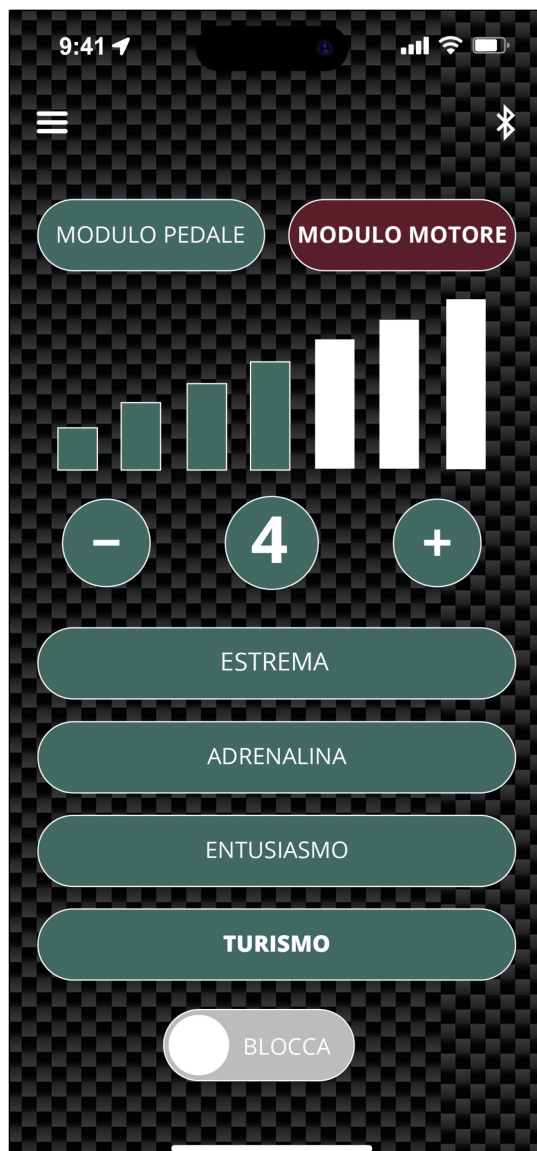 9:41
MODULO PEDALE
MODULO MOTORE
− 4 +
ESTREMA
ADRENALINA
ENTUSIASMO
TURISMO
BLOCCA